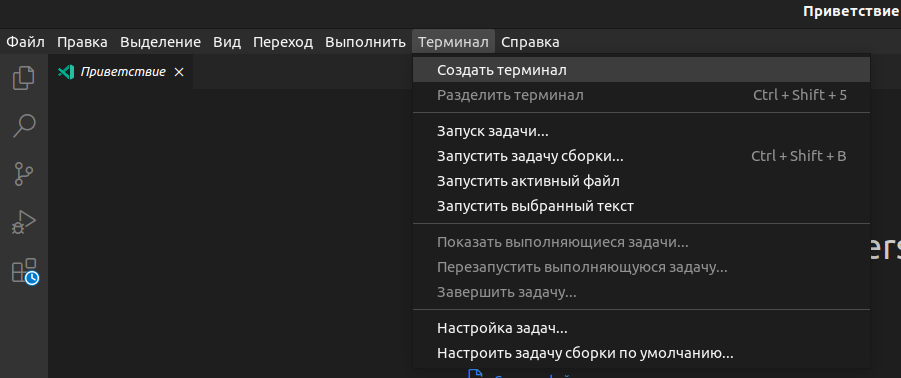 Приветствие
Файл Правка Выделение Вид Переход Выполнить Терминал Справка
Приветствие
Создать терминал
Разделить терминал Ctrl + Shift + 5
Запуск задачи...
Запустить задачу сборки... Ctrl + Shift + B
Запустить активный файл
Запустить выбранный текст
Показать выполняющиеся задачи...
Перезапустить выполняющуюся задачу...
Завершить задачу...
Настройка задач...
Настроить задачу сборки по умолчанию...